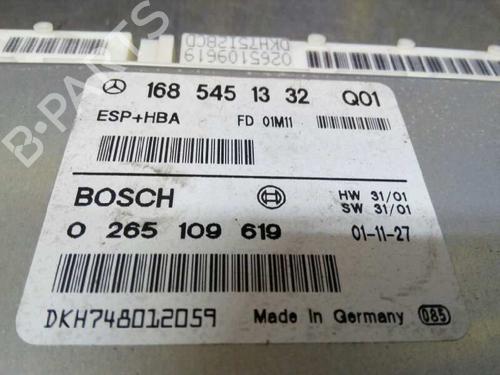 0265109619
DKH75128CD
168 545 13 32 Q01
ESP+HBA FD 01M11
BOSCH HW 31/01
SW 31/01
0 265 109 619 01-11-27
DKH748012059 Made In Germany 085
B-PARTS